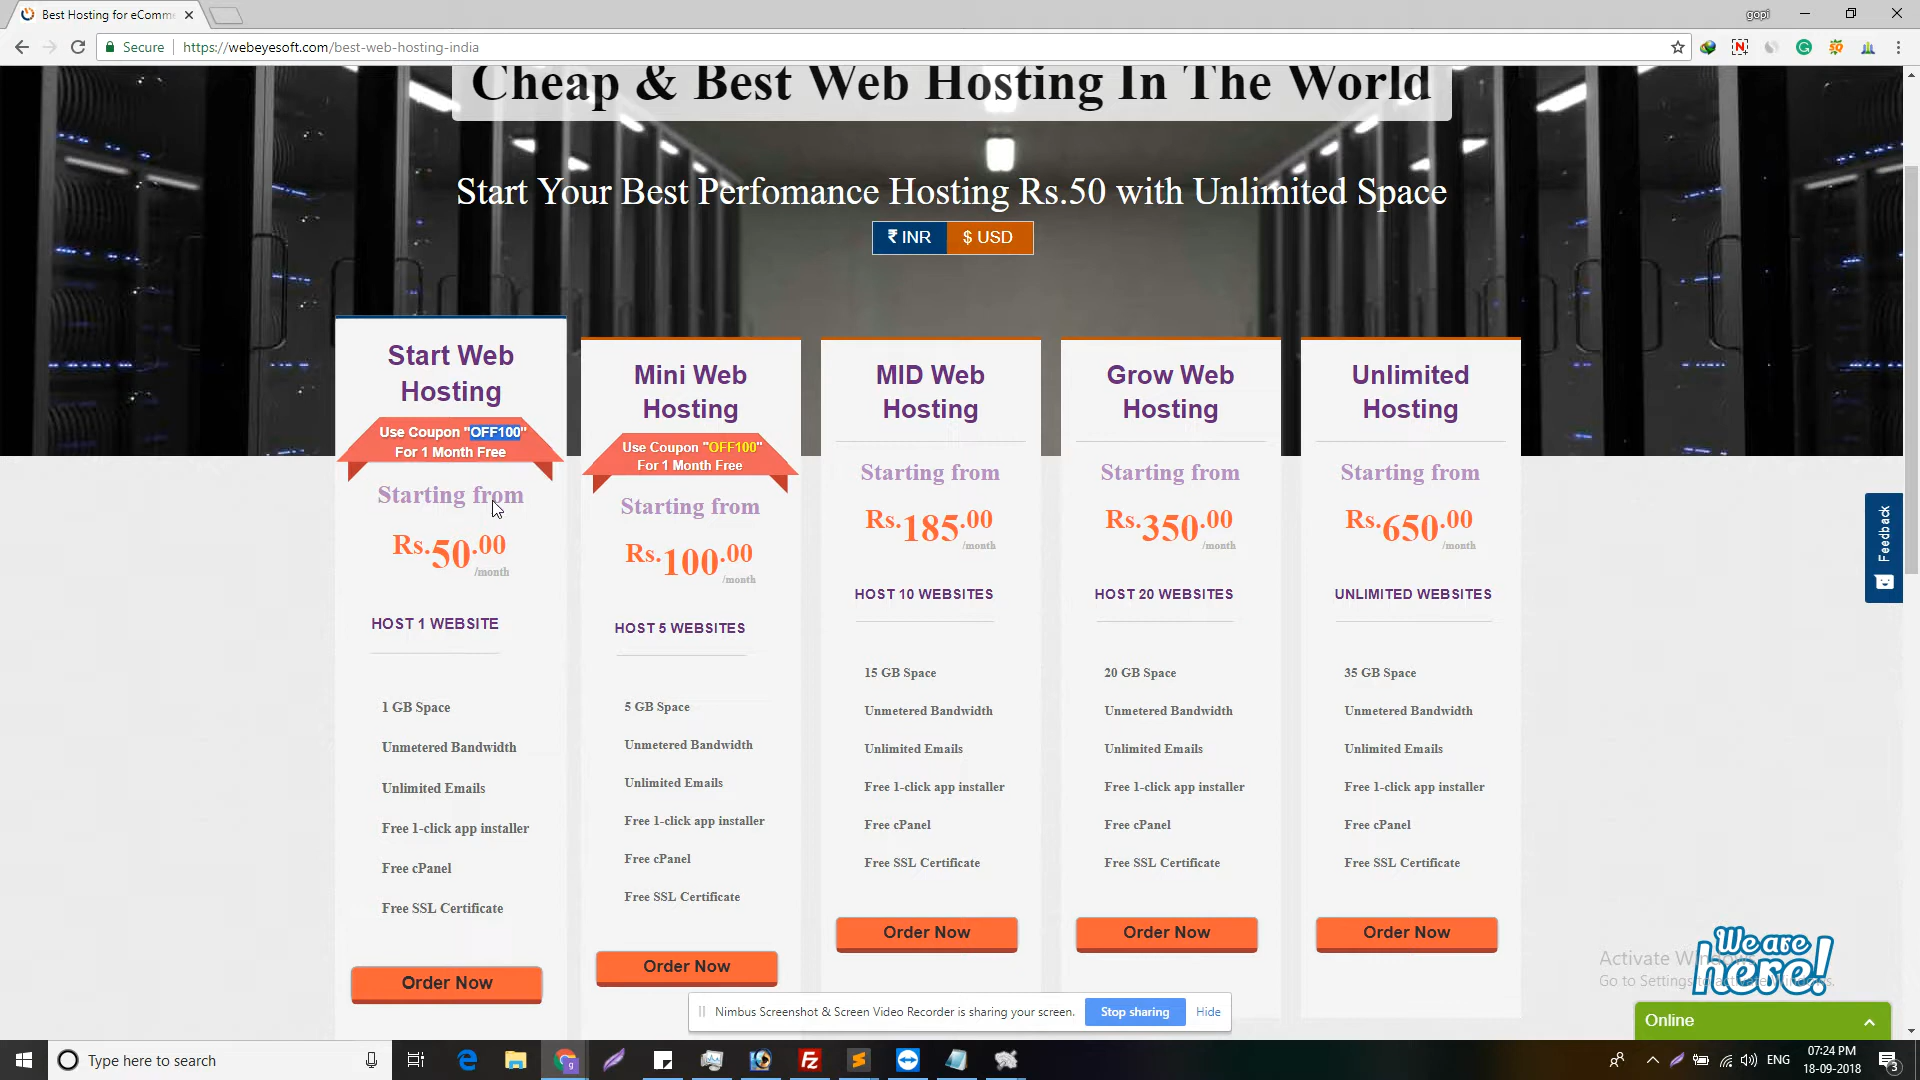 Best Hosting for eComm
gopi
Secure
https://webeyesoft.com/best-web-hosting-india
Cheap & Best Web Hosting In The World
Start Your Best Perfomance Hosting Rs.50 with Unlimited Space
₹ INR
$ USD
Start Web
Hosting
Use Coupon "OFF100"
For 1 Month Free
Starting from
Rs.50.00
/month
HOST 1 WEBSITE
1 GB Space
Unmetered Bandwidth
Unlimited Emails
Free 1-click app installer
Free cPanel
Free SSL Certificate
Order Now
Mini Web
Hosting
Use Coupon "OFF100"
For 1 Month Free
Starting from
Rs.100.00
/month
HOST 5 WEBSITES
5 GB Space
Unmetered Bandwidth
Unlimited Emails
Free 1-click app installer
Free cPanel
Free SSL Certificate
Order Now
MID Web
Hosting
Starting from
Rs.185.00
/month
HOST 10 WEBSITES
15 GB Space
Unmetered Bandwidth
Unlimited Emails
Free 1-click app installer
Free cPanel
Free SSL Certificate
Order Now
Grow Web
Hosting
Starting from
Rs.350.00
/month
HOST 20 WEBSITES
20 GB Space
Unmetered Bandwidth
Unlimited Emails
Free 1-click app installer
Free cPanel
Free SSL Certificate
Order Now
Unlimited
Hosting
Starting from
Rs.650.00
/month
UNLIMITED WEBSITES
35 GB Space
Unmetered Bandwidth
Unlimited Emails
Free 1-click app installer
Free cPanel
Free SSL Certificate
Order Now
Feedback
We are
here!
Activate
Go to Settings
Online
Nimbus Screenshot & Screen Video Recorder is sharing your screen.
Stop sharing
Hide
Type here to search
ENG
07:24 PM
18-09-2018
3